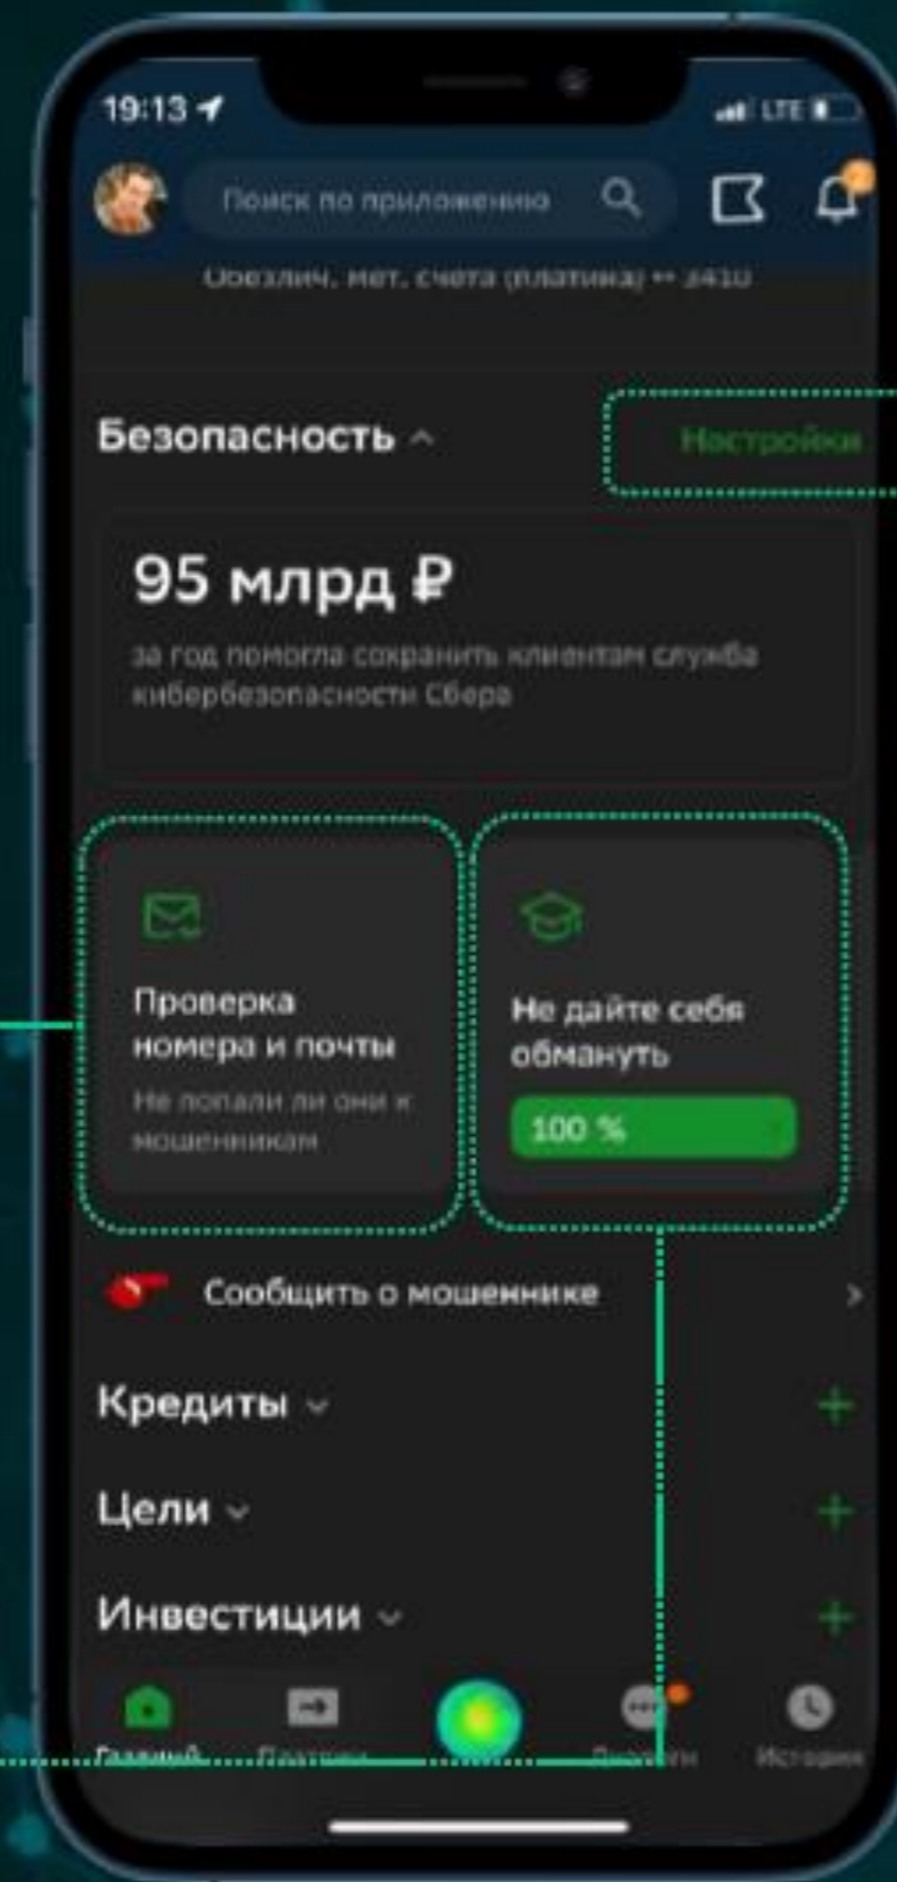 19:13
LTE
Поиск по приложению
Обезлич. мет. счета (платина) •• 3410
Безопасность
Настройки
95 млрд ₽
за год помогла сохранить клиентам служба
кибербезопасности Сбера
Проверка
номера и почты
Не попали ли они к
мошенникам
Не дайте себя
обмануть
100 %
Сообщить о мошеннике
Кредиты
Цели
Инвестиции
Главный
Платежи
Диалоги
История